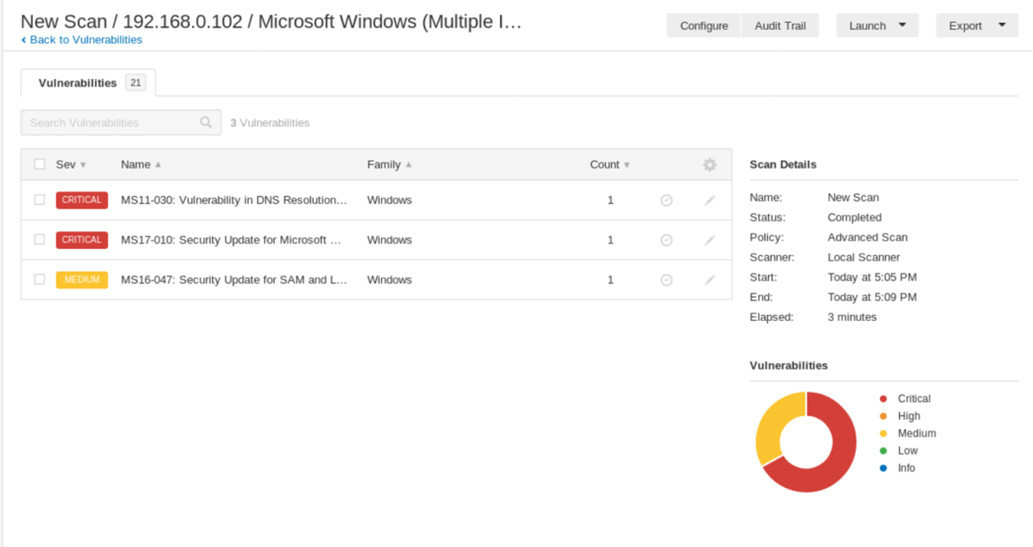 New Scan / 192.168.0.102 / Microsoft Windows (Multiple I...
Configure
Audit Trail
Launch
Export
‹ Back to Vulnerabilities
Vulnerabilities 21
Search Vulnerabilities
3 Vulnerabilities
Sev Name Family Count
CRITICAL MS11-030: Vulnerability in DNS Resolution... Windows 1
CRITICAL MS17-010: Security Update for Microsoft ... Windows 1
MEDIUM MS16-047: Security Update for SAM and L... Windows 1
Scan Details
Name: New Scan
Status: Completed
Policy: Advanced Scan
Scanner: Local Scanner
Start: Today at 5:05 PM
End: Today at 5:09 PM
Elapsed: 3 minutes
Vulnerabilities
Critical
High
Medium
Low
Info